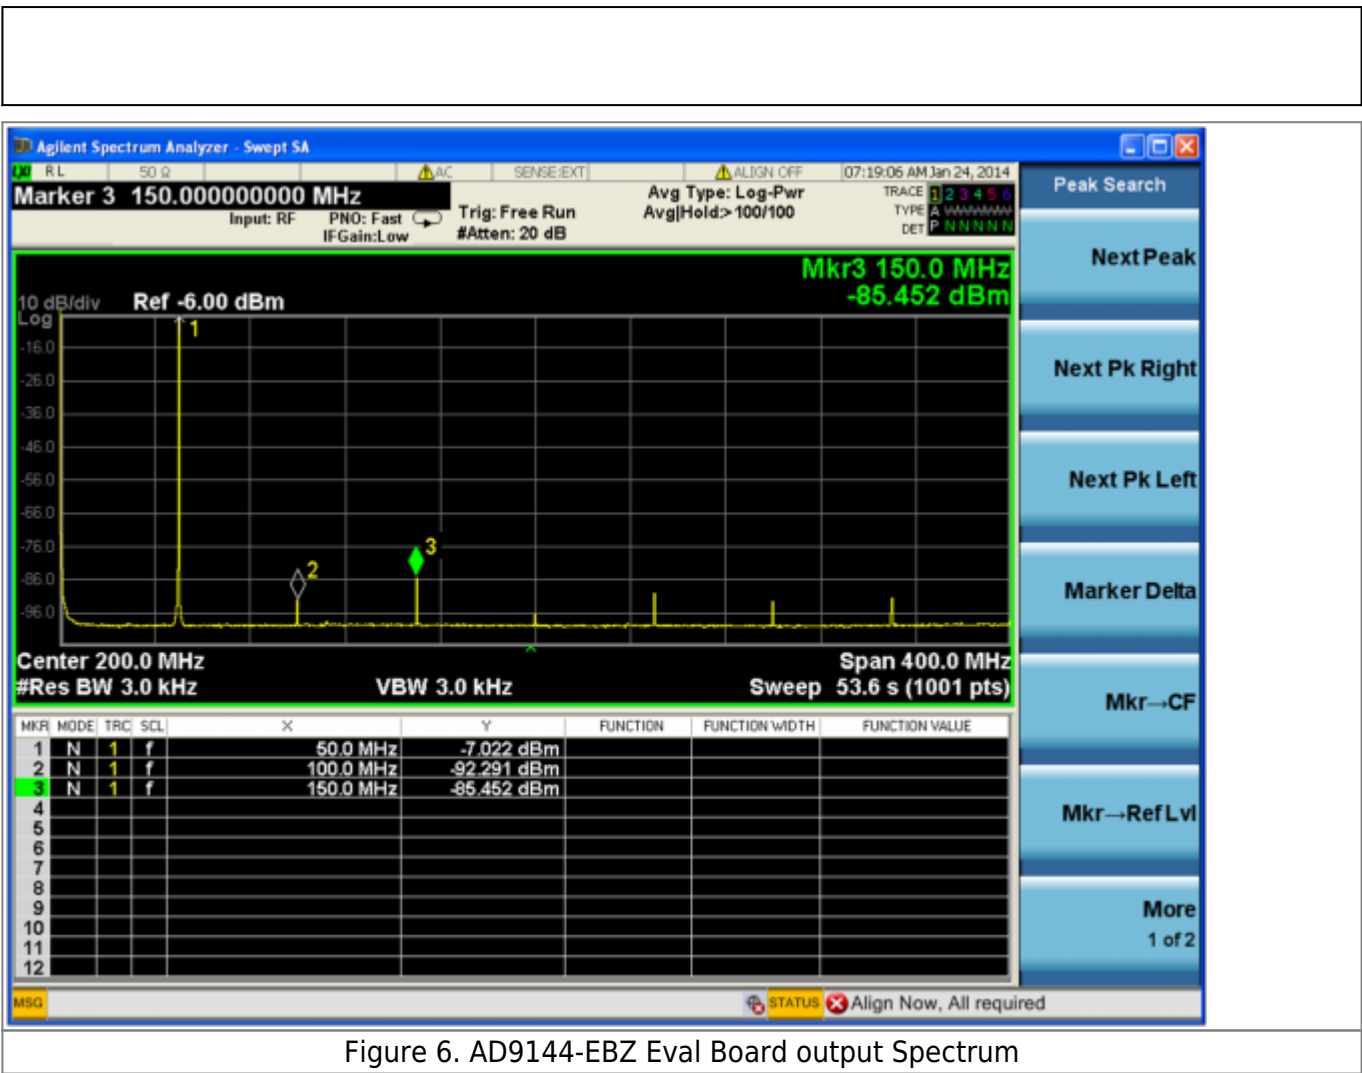 Agilent Spectrum Analyzer - Swept SA
RL 50 Ω AC SENSE:EXT ALIGN OFF 07:19:06 AM Jan 24, 2014
Marker 3 150.000000000 MHz
Input: RF PNO: Fast Trig: Free Run Avg Type: Log-Pwr TRACE 1 2 3 4 5 6
IFGain:Low #Atten: 20 dB Avg|Hold:>100/100 TYPE A WWWWW
DET P N N N N N
Peak Search
Next Peak
Next Pk Right
Next Pk Left
Marker Delta
Mkr→CF
Mkr→Ref Lvl
More
1 of 2
Mkr3 150.0 MHz
-85.452 dBm
10 dB/div Ref -6.00 dBm
Log
1
-16.0
-26.0
-36.0
-46.0
-56.0
-66.0
-76.0
3
2
-86.0
-96.0
Center 200.0 MHz Span 400.0 MHz
#Res BW 3.0 kHz VBW 3.0 kHz Sweep 53.6 s (1001 pts)
MKR MODE TRC SCL X Y FUNCTION FUNCTION WIDTH FUNCTION VALUE
1 N 1 f 50.0 MHz -7.022 dBm
2 N 1 f 100.0 MHz -92.291 dBm
3 N 1 f 150.0 MHz -85.452 dBm
4
5
6
7
8
9
10
11
12
MSG STATUS Align Now, All required
Figure 6. AD9144-EBZ Eval Board output Spectrum